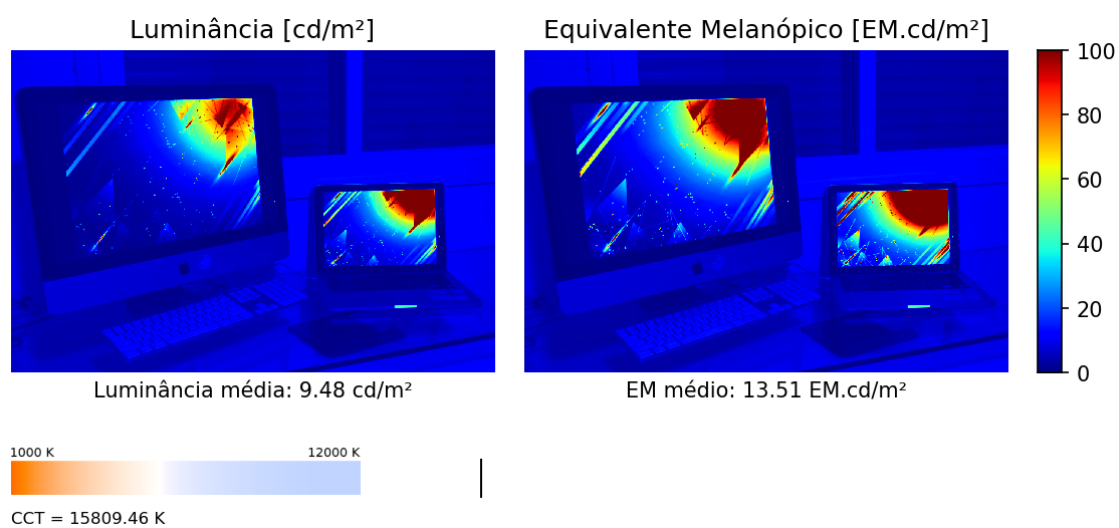 Luminância [cd/m²]
Equivalente Melanópico [EM.cd/m²]
100
80
60
40
20
0
Luminância média: 9.48 cd/m²
EM médio: 13.51 EM.cd/m²
1000 K
12000 K
CCT = 15809.46 K